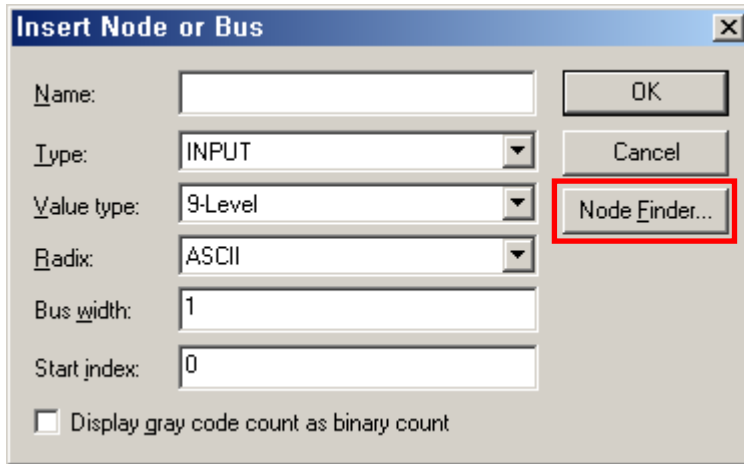 Insert Node or Bus
Name:
OK
Type:
INPUT
Cancel
Value type:
9-Level
Node Finder...
Radix:
ASCII
Bus width:
1
Start index:
0
Display gray code count as binary count